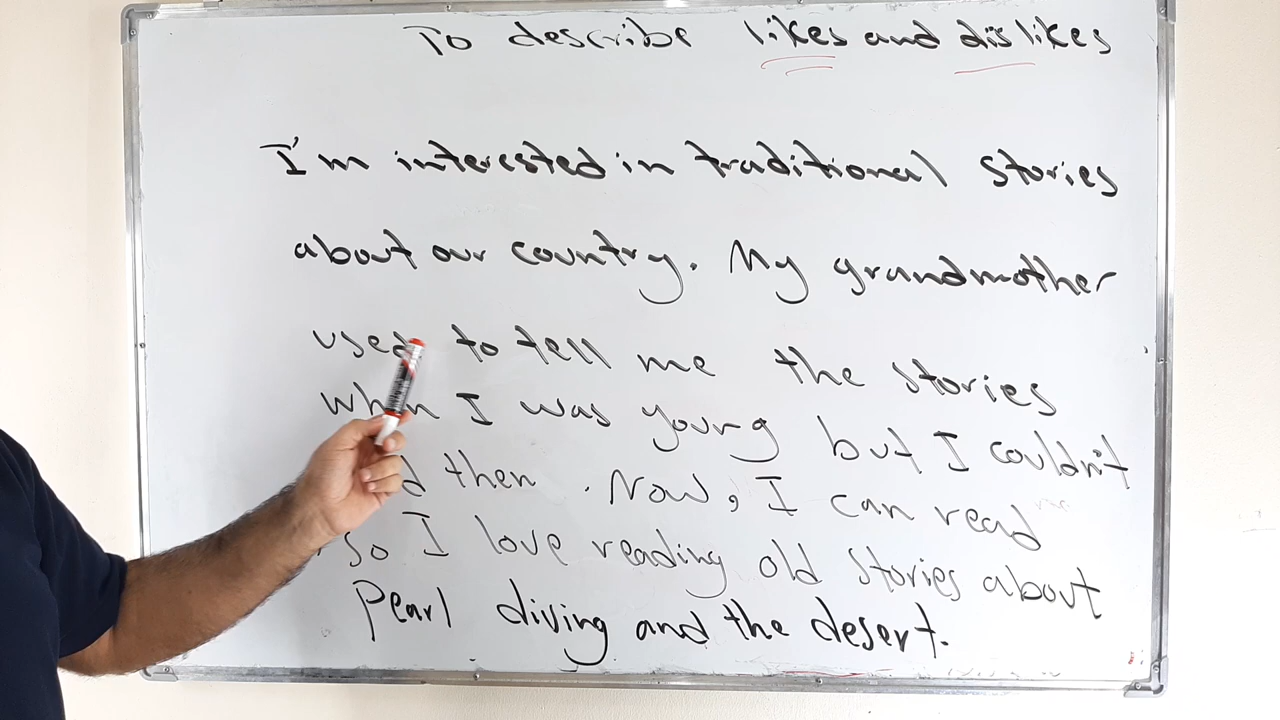 To describe likes and dislikes
I'm interested in traditional stories
about our country. My grandmother
used to tell me the stories
when I was young but I couldn't
then. Now, I can read
so I love reading old stories about
Pearl diving and the desert.